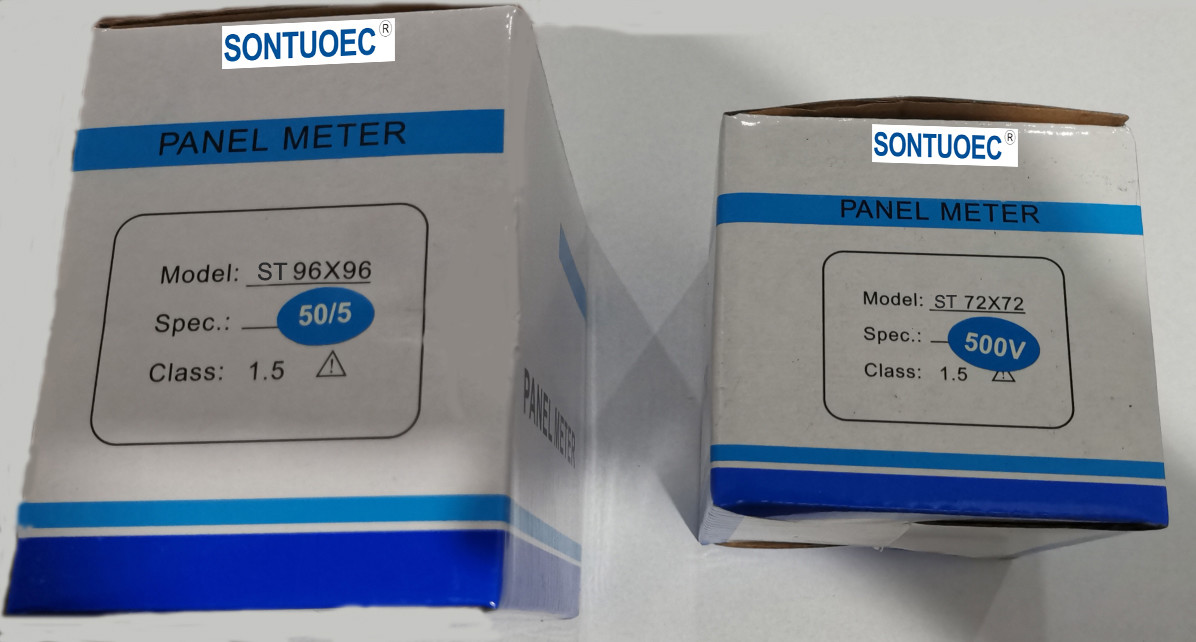 SONTUOEC®
PANEL METER
Model: ST 96X96
Spec.: 50/5
Class: 1.5
PANEL METER
SONTUOEC®
PANEL METER
Model: ST 72X72
Spec.: 500V
Class: 1.5